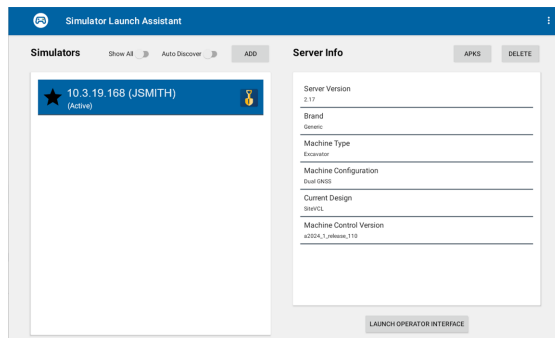 Simulator Launch Assistant
Simulators
Show All
Auto Discover
ADD
10.3.19.168 (JSMITH)
(Active)
Server Info
APKS
DELETE
Server Version
2.17
Brand
Generic
Machine Type
Excavator
Machine Configuration
Dual GNSS
Current Design
SiteVCL
Machine Control Version
a2024_1_release_110
LAUNCH OPERATOR INTERFACE